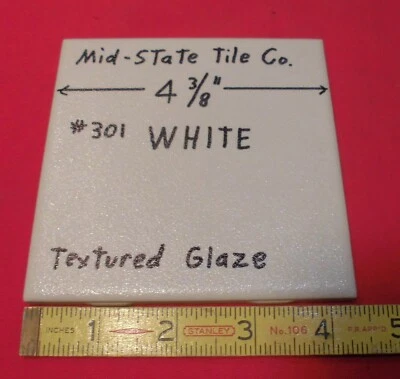 Mid-State Tile Co.
4 3/8"
#301 WHITE
Textured Glaze
INCHES 1 2 STANLEY 3 No.106 4 P.R. APP'D. 5